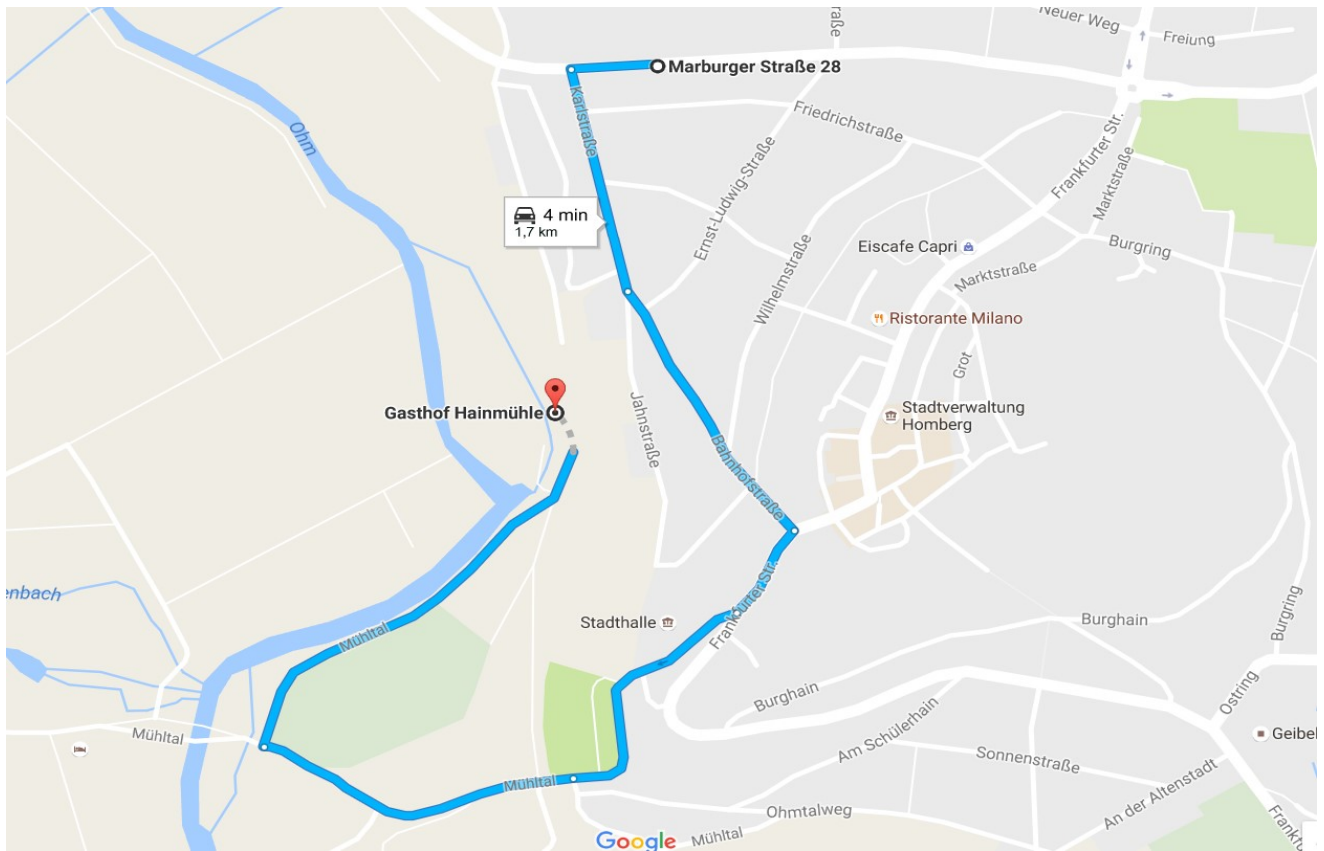 Neuer Weg
Freiung
Marburger Straße 28
Karlstraße
Friedrichstraße
Frankfurter Str.
Marktstraße
Ohm
Ernst-Ludwig-Straße
4 min
1,7 km
Wilhelmstraße
Eiscafe Capri
Burgring
Marktstraße
Ristorante Milano
Grot
Gasthof Hainmühle
Jahnstraße
Stadtverwaltung
Homberg
Bahnhofstraße
enbach
Mühltal
Stadthalle
Frankfurter Str.
Burghain
Burgring
Burghain
Ostring
Am Schülerhain
Mühltal
Sonnenstraße
Geibel
Mühltal
Ohmtalweg
An der Altenstadt
Mühltal
Google